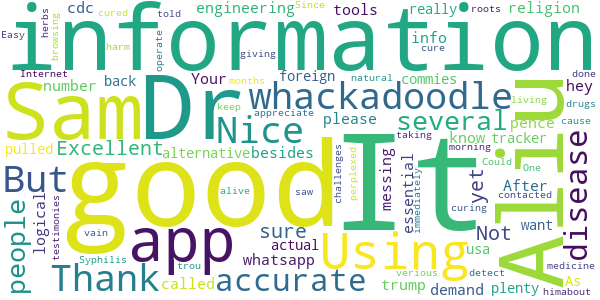 cdc
engineering
tools
really
religion
herbs
cured
Since
told
roots
Easy
information
browsing
harm
operate
info
cure
Internet
number
back
Your
foreign
commies
hey
done
months
giving
natural
drugs
Sam
Dr
whackadoodle
Aliu
living
keep
appreciate
please
cause
pulled
Excellent
Nice
several
pence
alternative
besides
It
know
tracker
morning
taking
Could
One
But
good
alive
saw
challenges
perplexed
messing
essential
immediately
yet
After
contacted
curing
medicine
disease
people
logical
testimonies
app
sure
Not
want
vain
actual
Using
usa
As
himabout
Syphilis
trou
whatsapp
Thank
called
accurate
trump
verious
detect
demand
plenty